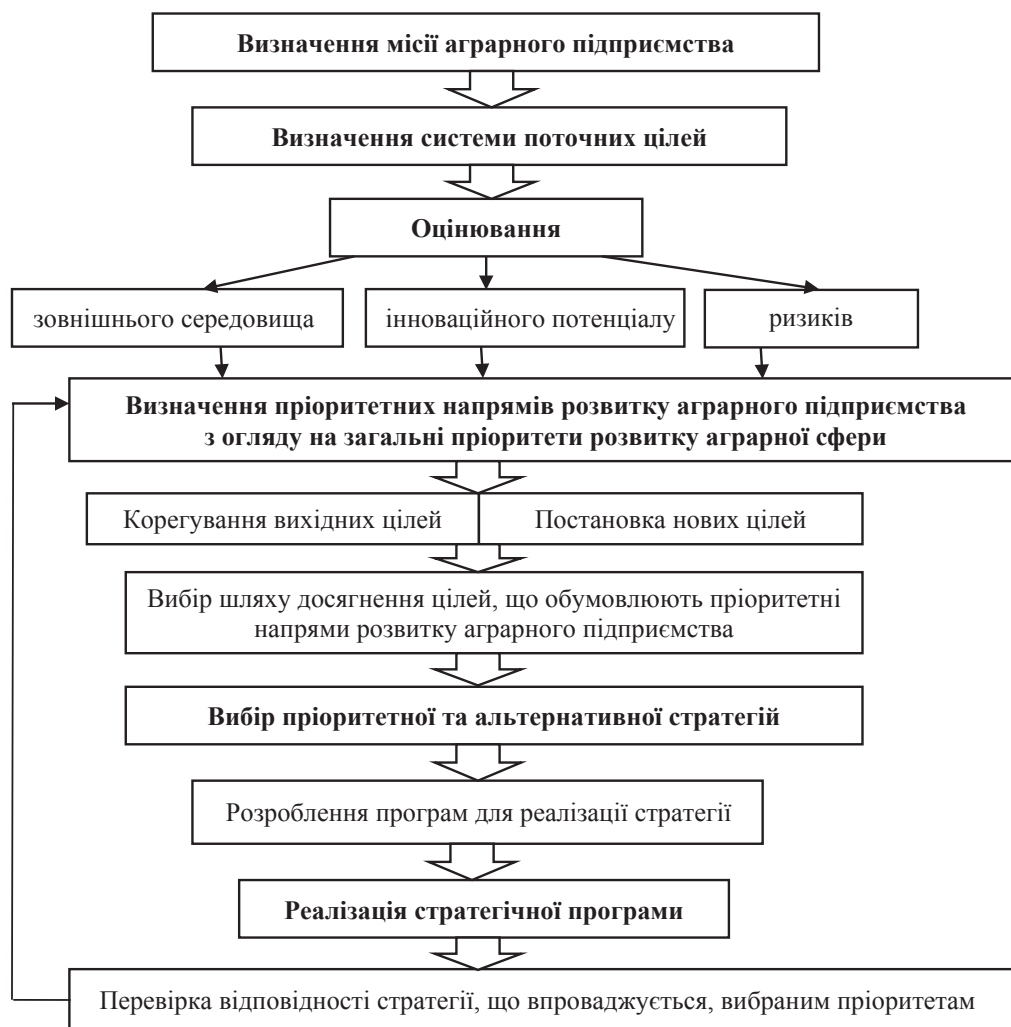 Визначення місії аграрного підприємства
Визначення системи поточних цілей
Оцінювання
зовнішнього середовища
інноваційного потенціалу
ризиків
Визначення пріоритетних напрямів розвитку аграрного підприємства
з огляду на загальні пріоритети розвитку аграрної сфери
Корегування вихідних цілей
Постановка нових цілей
Вибір шляху досягнення цілей, що обумовлюють пріоритетні
напрями розвитку аграрного підприємства
Вибір пріоритетної та альтернативної стратегій
Розроблення програм для реалізації стратегії
Реалізація стратегічної програми
Перевірка відповідності стратегії, що впроваджується, вибраним пріоритетам